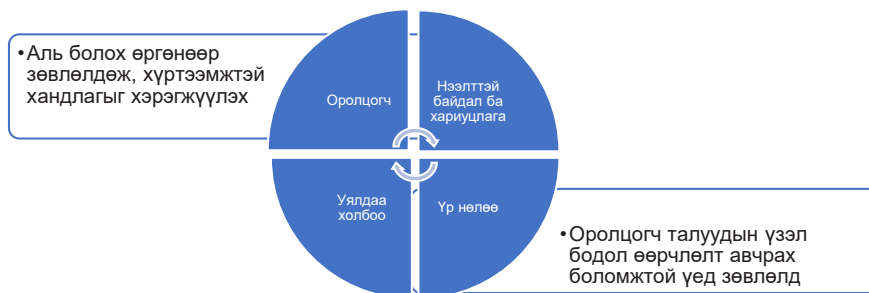 •Аль болох өргөнөөр
зөвлөлдөж, хүртээмжтэй
хандлагыг хэрэгжүүлэх
Оролцогч
Нээлттэй
байдал ба
хариуцлага
Уялдаа
холбоо
Үр нөлөө
•Оролцогч талуудын үзэл
бодол өөрчлөлт авчрах
боломжтой үед зөвлөлд